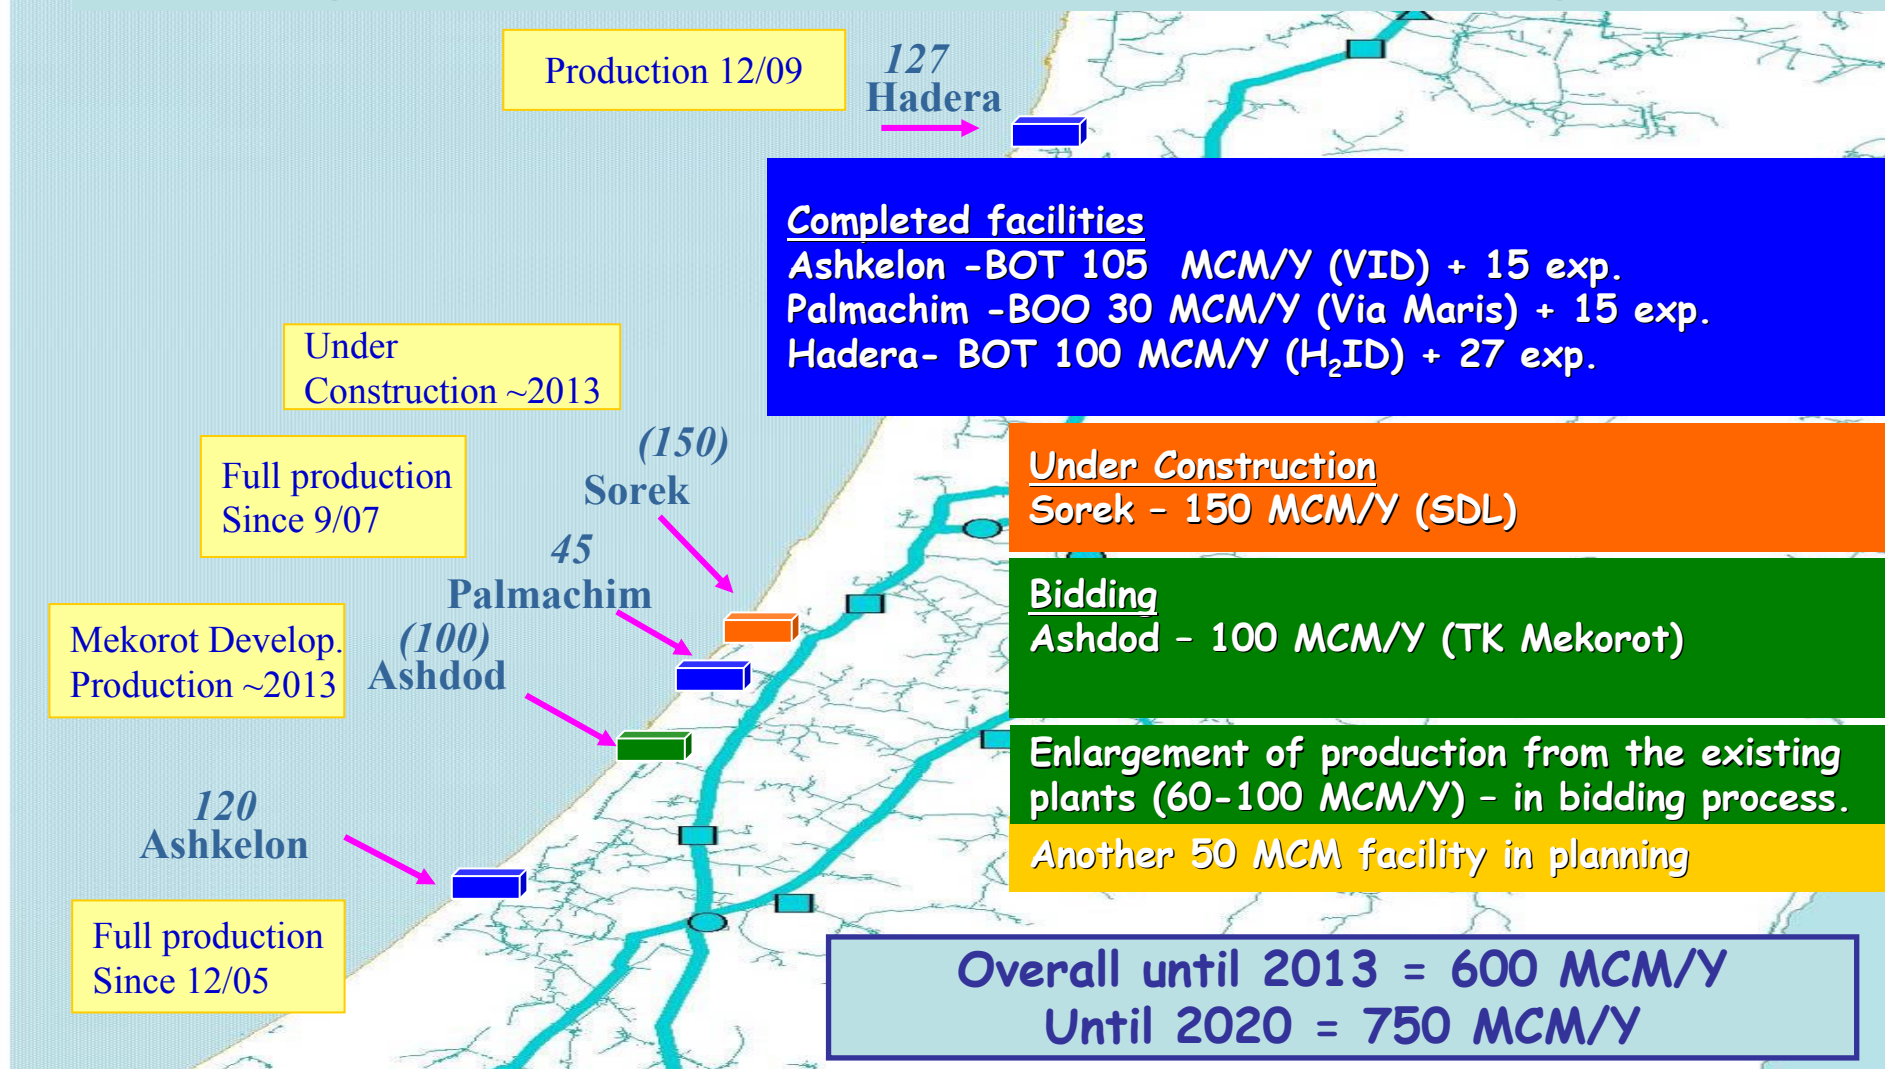 Production 12/09
127
Hadera
Completed facilities
Ashkelon -BOT 105 MCM/Y (VID) + 15 exp.
Palmachim -BOO 30 MCM/Y (Via Maris) + 15 exp.
Hadera- BOT 100 MCM/Y (H₂ID) + 27 exp.
Under
Construction ~2013
(150)
Sorek
Full production
Since 9/07
45
Palmachim
Under Construction
Sorek – 150 MCM/Y (SDL)
Mekorot Develop.
Production ~2013
(100)
Ashdod
Bidding
Ashdod – 100 MCM/Y (TK Mekorot)
Enlargement of production from the existing
plants (60-100 MCM/Y) – in bidding process.
Another 50 MCM facility in planning
120
Ashkelon
Full production
Since 12/05
Overall until 2013 = 600 MCM/Y
Until 2020 = 750 MCM/Y